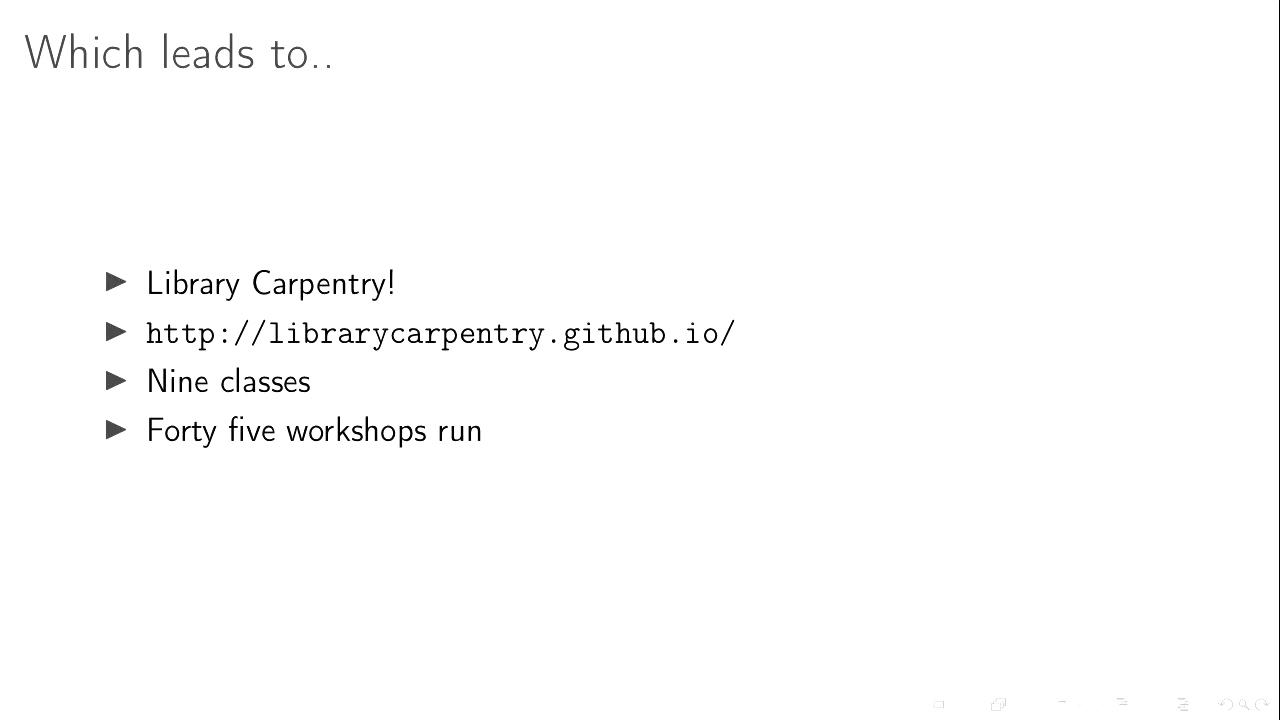 Which leads to..
Library Carpentry!
http://librarycarpentry.github.io/
Nine classes
Forty five workshops run